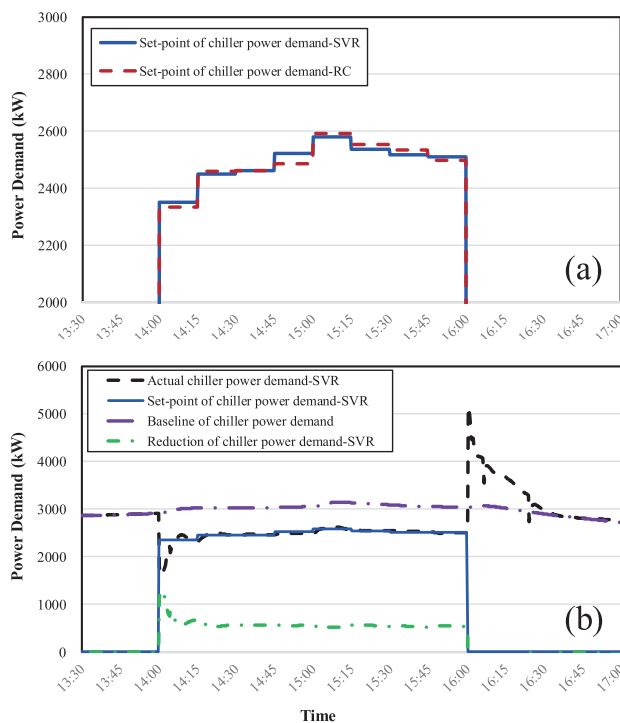 3000
2800
2600
2400
2200
2000
Power Demand (kW)
Set-point of chiller power demand-SVR
Set-point of chiller power demand-RC
(a)
13:30 13:45 14:00 14:15 14:30 14:45 15:00 15:15 15:30 15:45 16:00 16:15 16:30 16:45 17:00
6000
5000
4000
3000
2000
1000
0
Power Demand (kW)
Actual chiller power demand-SVR
Set-point of chiller power demand-SVR
Baseline of chiller power demand
Reduction of chiller power demand-SVR
(b)
13:30 13:45 14:00 14:15 14:30 14:45 15:00 15:15 15:30 15:45 16:00 16:15 16:30 16:45 17:00
Time